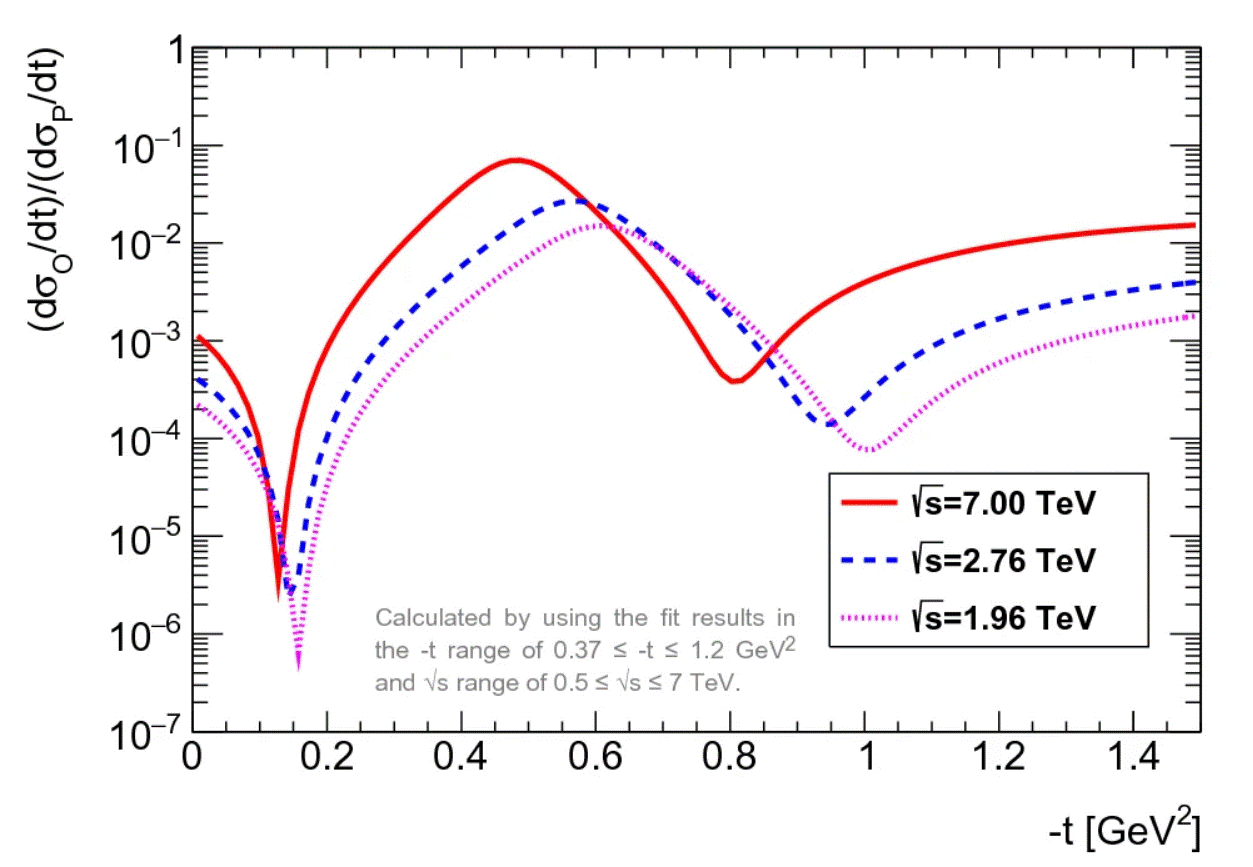 (dσ_O/dt)/(dσ_P/dt)
1
10⁻¹
10⁻²
10⁻³
10⁻⁴
10⁻⁵
10⁻⁶
10⁻⁷
√s=7.00 TeV
√s=2.76 TeV
√s=1.96 TeV
Calculated by using the fit results in
the -t range of 0.37 ≤ -t ≤ 1.2 GeV²
and √s range of 0.5 ≤ √s ≤ 7 TeV.
0 0.2 0.4 0.6 0.8 1 1.2 1.4
-t [GeV²]